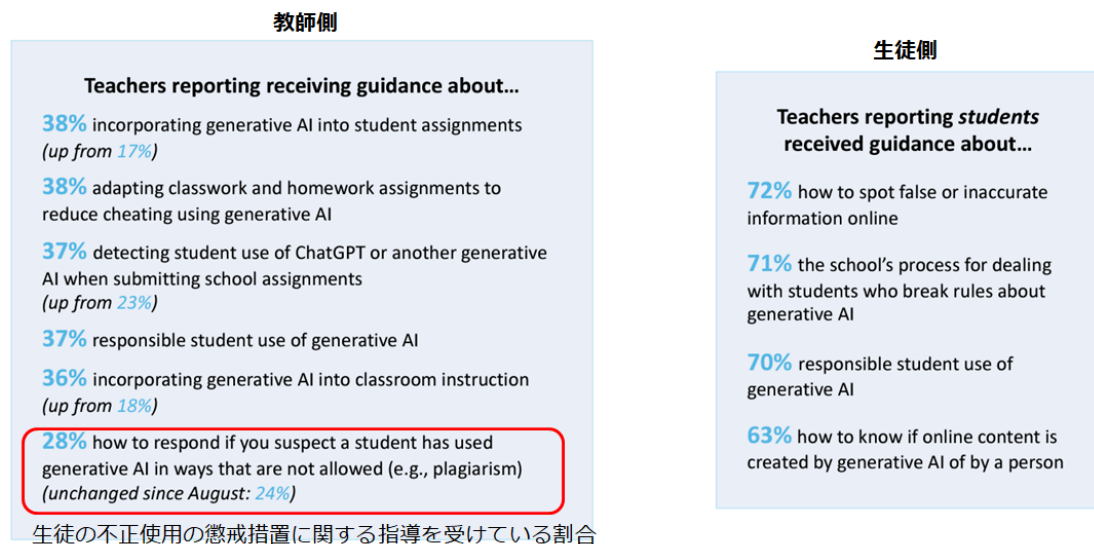 教師側
Teachers reporting receiving guidance about…
38% incorporating generative AI into student assignments
(up from 17%)
38% adapting classwork and homework assignments to
reduce cheating using generative AI
37% detecting student use of ChatGPT or another generative
AI when submitting school assignments
(up from 23%)
37% responsible student use of generative AI
36% incorporating generative AI into classroom instruction
(up from 18%)
28% how to respond if you suspect a student has used
generative AI in ways that are not allowed (e.g., plagiarism)
(unchanged since August: 24%)
生徒の不正使用の懲戒措置に関する指導を受けている割合
生徒側
Teachers reporting students
received guidance about…
72% how to spot false or inaccurate
information online
71% the school’s process for dealing
with students who break rules about
generative AI
70% responsible student use of
generative AI
63% how to know if online content is
created by generative AI of by a person